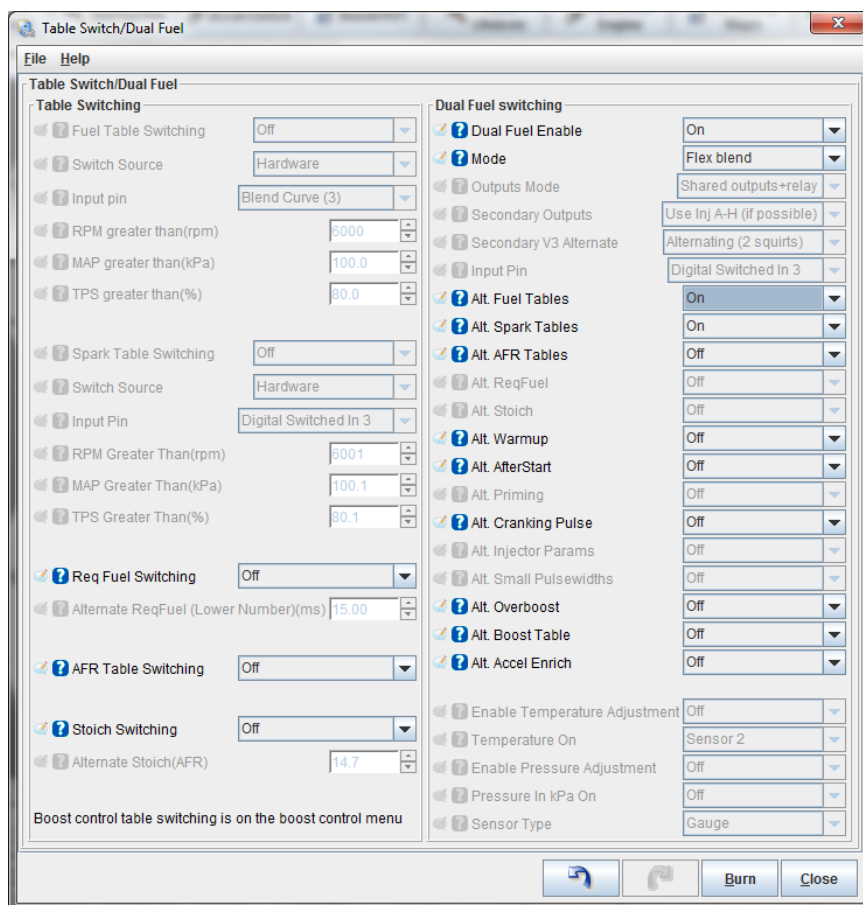 Table Switch/Dual Fuel
File Help
Table Switch/Dual Fuel
Table Switching
Fuel Table Switching Off
Switch Source Hardware
Input pin Blend Curve (3)
RPM greater than(rpm) 6000
MAP greater than(kPa) 100.0
TPS greater than(%) 80.0
Spark Table Switching Off
Switch Source Hardware
Input Pin Digital Switched In 3
RPM Greater Than(rpm) 6001
MAP Greater Than(kPa) 100.1
TPS Greater Than(%) 80.1
Req Fuel Switching Off
Alternate ReqFuel (Lower Number)(ms) 15.00
AFR Table Switching Off
Stoich Switching Off
Alternate Stoich(AFR) 14.7
Boost control table switching is on the boost control menu
Dual Fuel switching
Dual Fuel Enable On
Mode Flex blend
Outputs Mode Shared outputs+relay
Secondary Outputs Use Inj A-H (if possible)
Secondary V3 Alternate Alternating (2 squirts)
Input Pin Digital Switched In 3
Alt. Fuel Tables On
Alt. Spark Tables On
Alt. AFR Tables Off
Alt. ReqFuel Off
Alt. Stoich Off
Alt. Warmup Off
Alt. AfterStart Off
Alt. Priming Off
Alt. Cranking Pulse Off
Alt. Injector Params Off
Alt. Small Pulsewidths Off
Alt. Overboost Off
Alt. Boost Table Off
Alt. Accel Enrich Off
Enable Temperature Adjustment Off
Temperature On Sensor 2
Enable Pressure Adjustment Off
Pressure In kPa On Off
Sensor Type Gauge
Burn Close